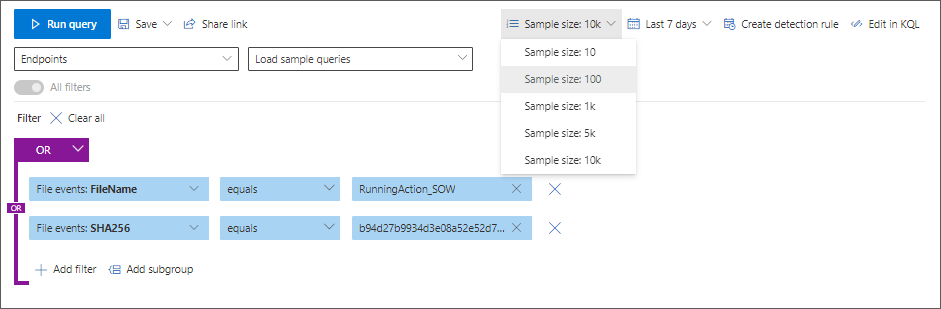 Run query Save Share link Sample size: 10k Last 7 days Create detection rule Edit in KQL
Endpoints Load sample queries
Sample size: 10
Sample size: 100
All filters
Sample size: 1k
Filter Clear all
Sample size: 5k
OR
Sample size: 10k
File events: FileName equals RunningAction_SOW
OR
File events: SHA256 equals b94d27b9934d3e08a52e52d7...
Add filter Add subgroup